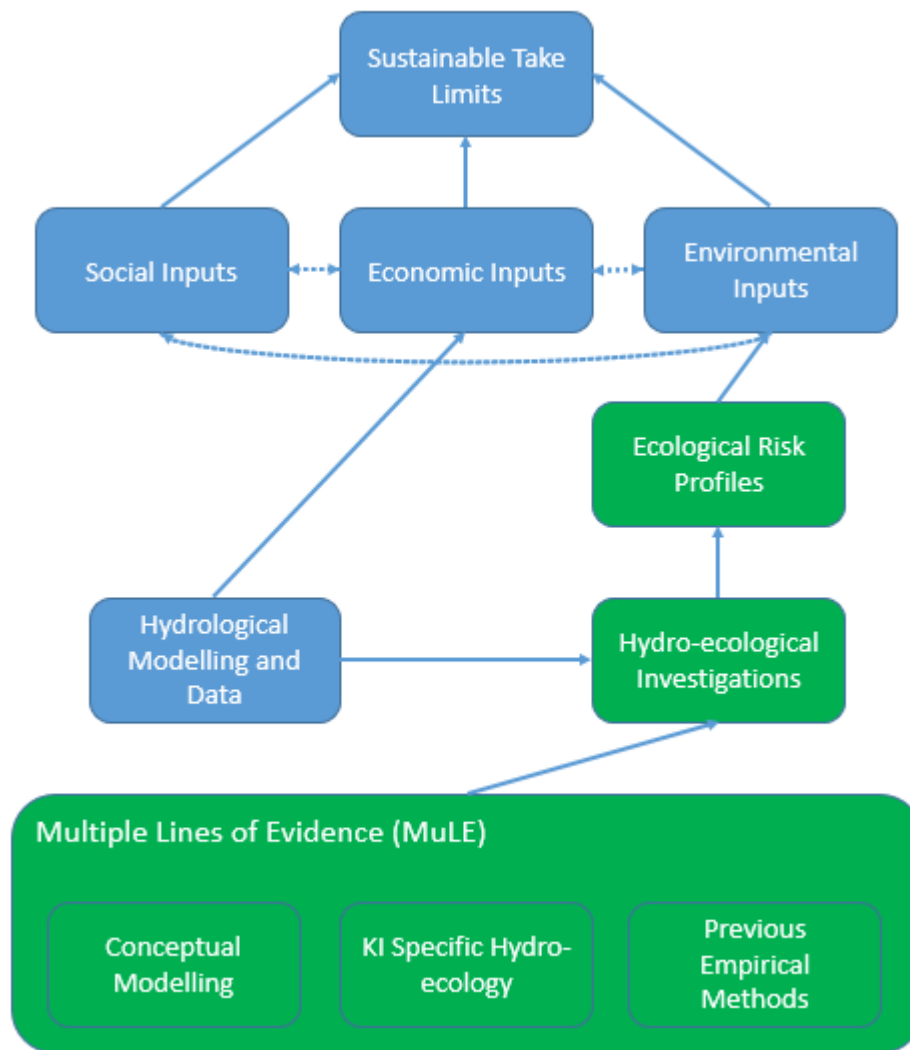 Sustainable Take
Limits
Social Inputs
Economic Inputs
Environmental
Inputs
Ecological Risk
Profiles
Hydrological
Modelling and
Data
Hydro-ecological
Investigations
Multiple Lines of Evidence (MuLE)
Conceptual
Modelling
KI Specific Hydro-
ecology
Previous
Empirical
Methods